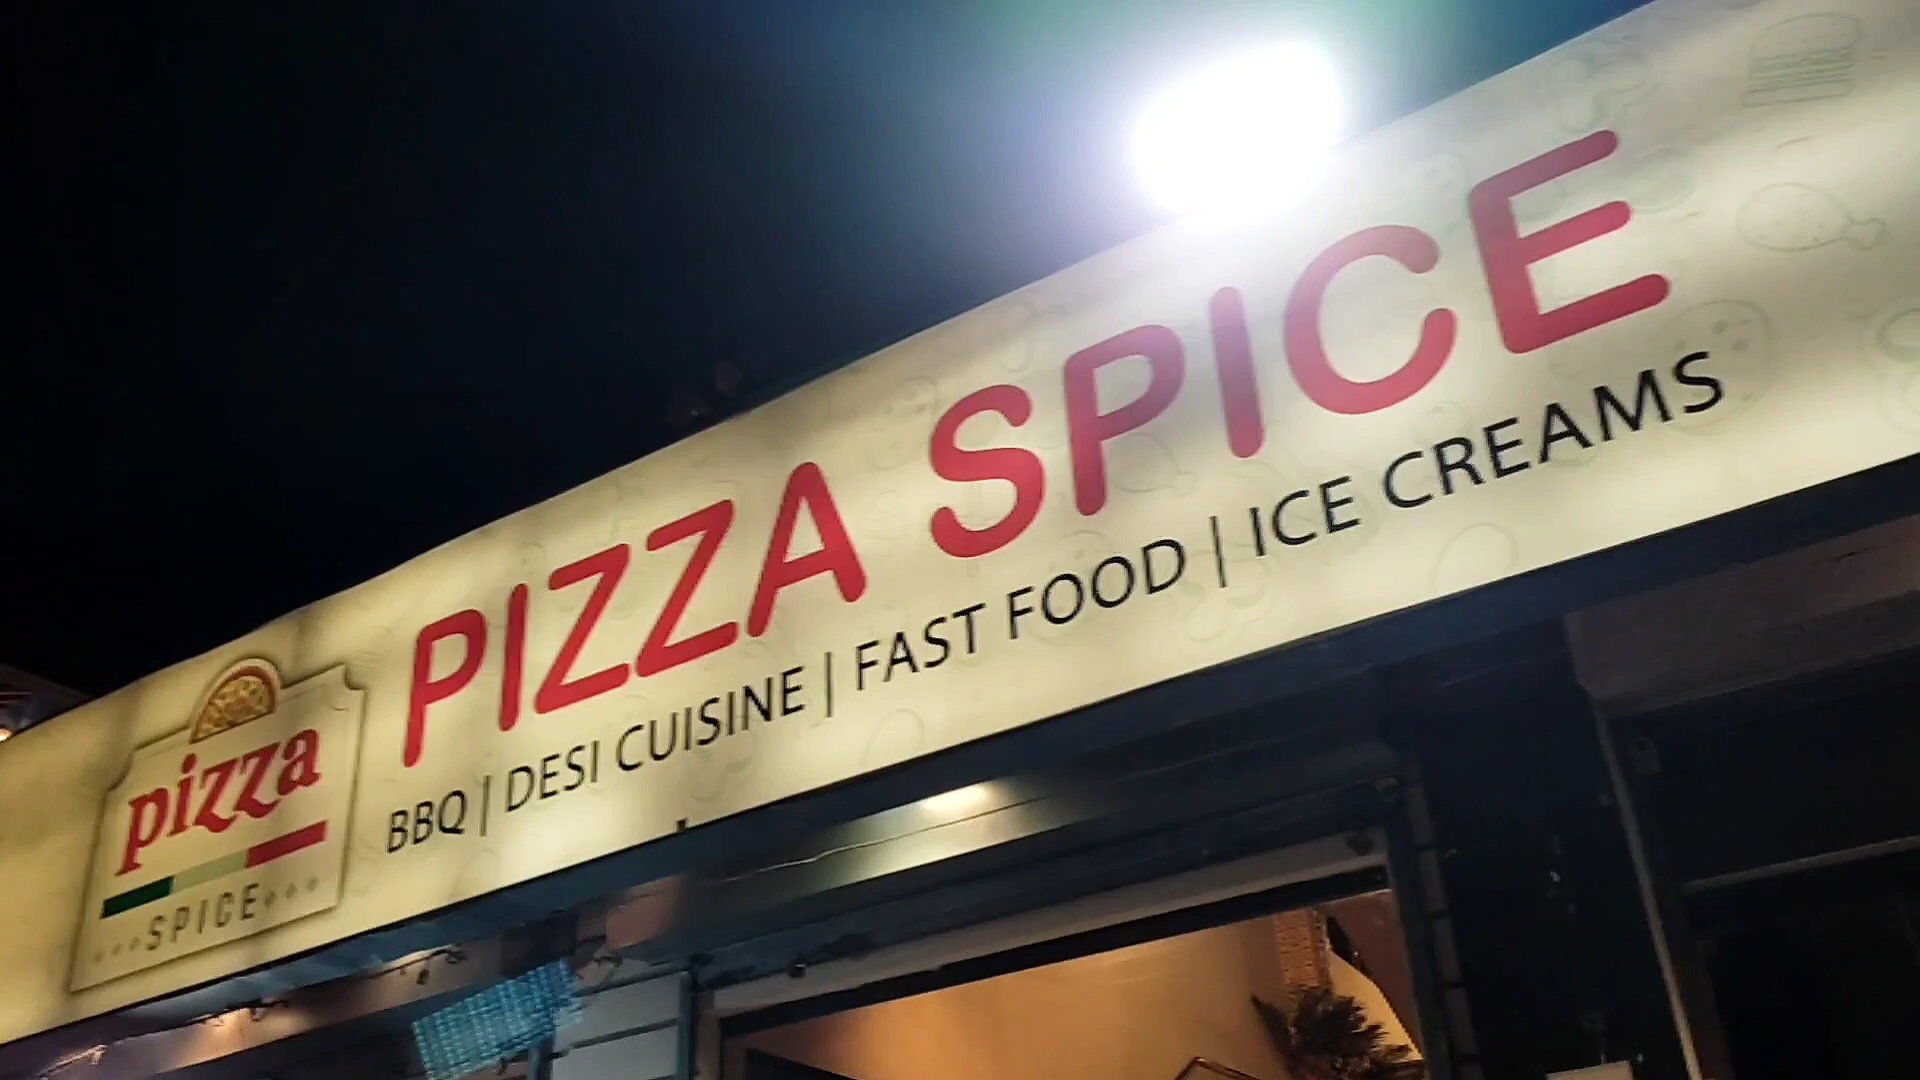 PIZZA SPICE
BBQ | DESI CUISINE | FAST FOOD | ICE CREAMS
pizza
SPICE